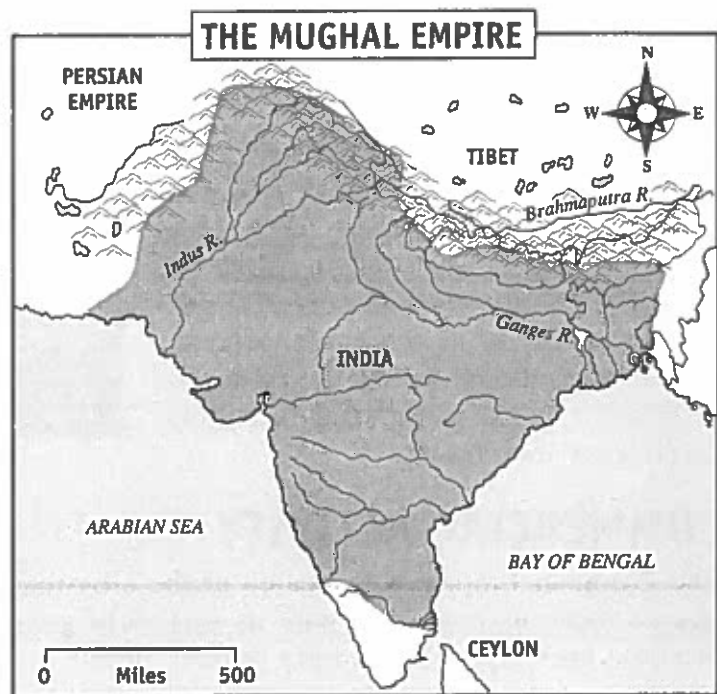 THE MUGHAL EMPIRE
PERSIAN
EMPIRE
N
W
E
S
TIBET
Brahmaputra R.
Indus R.
Ganges R.
INDIA
ARABIAN SEA
BAY OF BENGAL
CEYLON
0
500
Miles